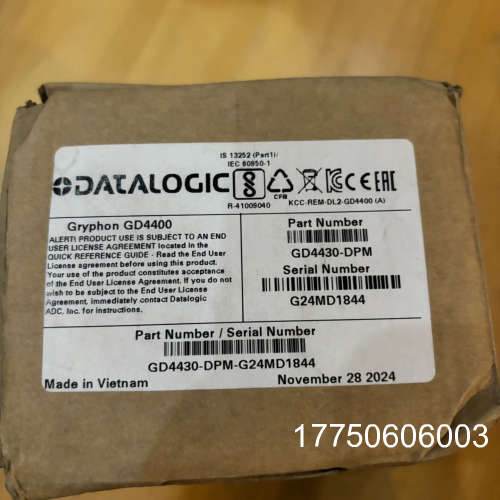 IS 13252 (Part1)/
IEC 60950-1
DATALOGIC
R-41009040
CFB
KCC-REM-DL2-GD4400 (A)
Gryphon GD4400
ALERT! PRODUCT USE IS SUBJECT TO AN END
USER LICENSE AGREEMENT located in the
QUICK REFERENCE GUIDE - Read the End User
License agreement before using this product.
Your use of the product constitutes acceptance
of the End User License Agreement. If you do not
wish to be subject to End User License
Agreement, immediately contact Datalogic
ADC, Inc. for instructions.
Part Number
GD4430-DPM
Serial Number
G24MD1844
Part Number / Serial Number
GD4430-DPM-G24MD1844
Made in Vietnam
November 28 2024
17750606003